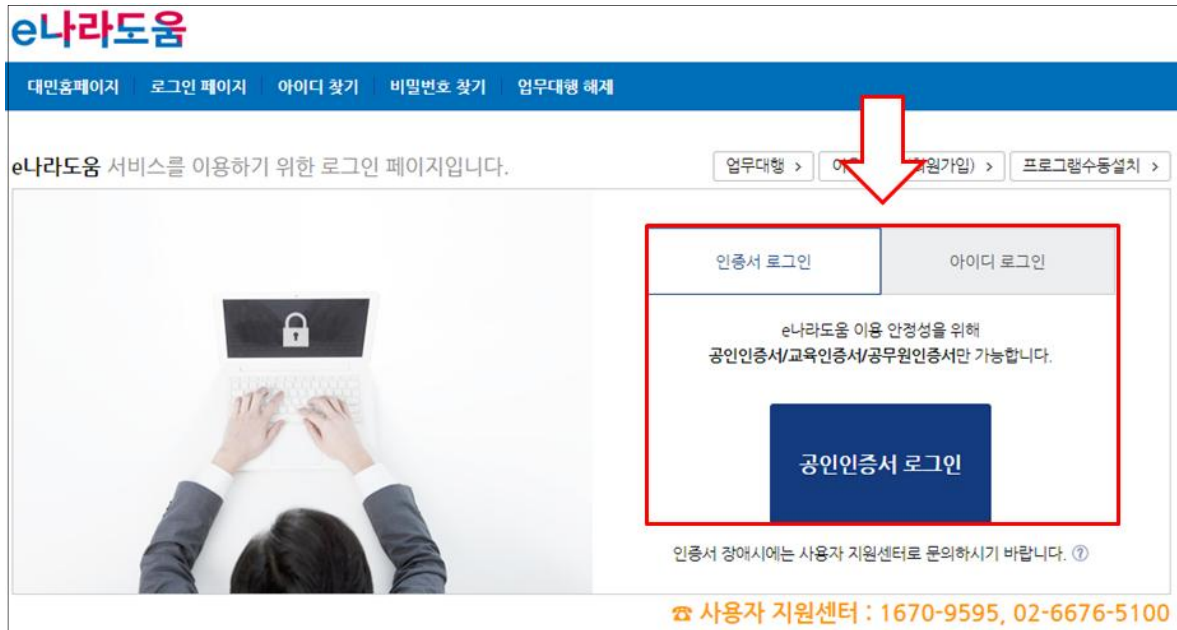 e나라도움
대민홈페이지 로그인 페이지 아이디 찾기 비밀번호 찾기 업무대행 해제
e나라도움 서비스를 이용하기 위한 로그인 페이지입니다.
업무대행 > 원가입) > 프로그램수동설치 >
인증서 로그인 아이디 로그인
e나라도움 이용 안정성을 위해
공인인증서/교육인증서/공무원인증서만 가능합니다.
공인인증서 로그인
인증서 장애시에는 사용자 지원센터로 문의하시기 바랍니다. ?
☎ 사용자 지원센터 : 1670-9595, 02-6676-5100